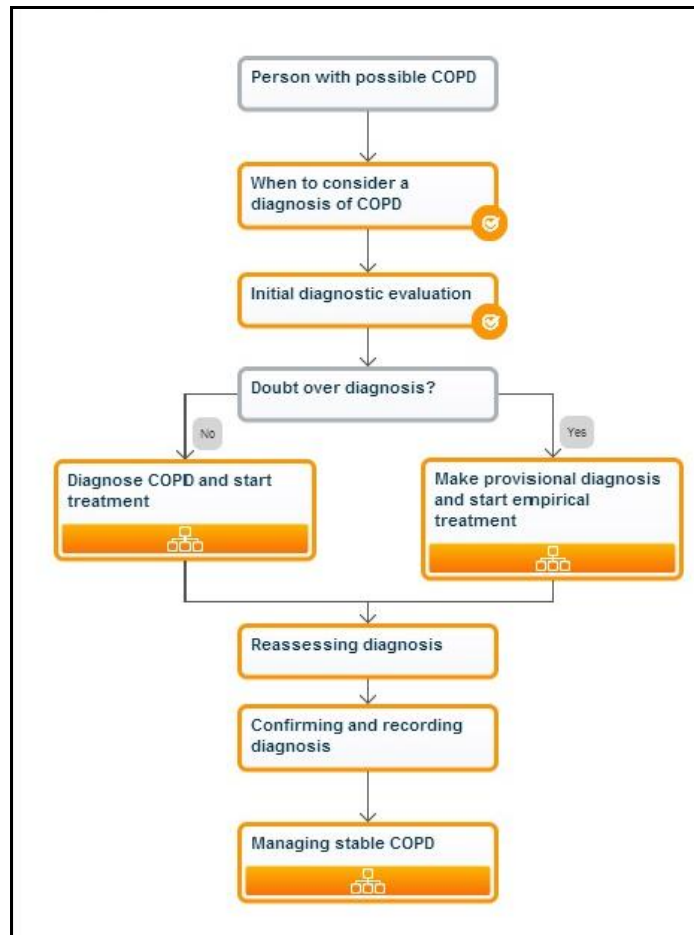 Person with possible COPD
When to consider a
diagnosis of COPD
Initial diagnostic evaluation
Doubt over diagnosis?
No
Yes
Diagnose COPD and start
treatment
Make provisional diagnosis
and start empirical
treatment
Reassessing diagnosis
Confirming and recording
diagnosis
Managing stable COPD